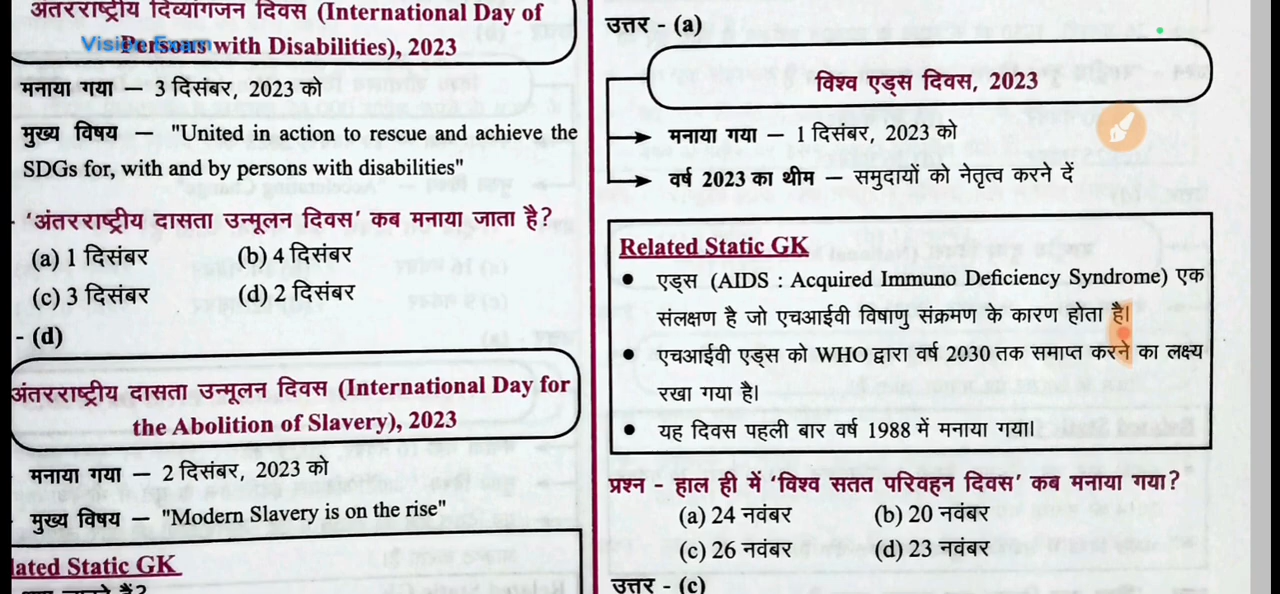 अंतरराष्ट्रीय दिव्यांगजन दिवस (International Day of
Persons with Disabilities), 2023
Vision Exam
मनाया गया — 3 दिसंबर, 2023 को
मुख्य विषय — "United in action to rescue and achieve the
SDGs for, with and by persons with disabilities"
- 'अंतरराष्ट्रीय दासता उन्मूलन दिवस' कब मनाया जाता है?
(a) 1 दिसंबर (b) 4 दिसंबर
(c) 3 दिसंबर (d) 2 दिसंबर
- (d)
अंतरराष्ट्रीय दासता उन्मूलन दिवस (International Day for
the Abolition of Slavery), 2023
मनाया गया — 2 दिसंबर, 2023 को
मुख्य विषय — "Modern Slavery is on the rise"
lated Static GK
उत्तर - (a)
विश्व एड्स दिवस, 2023
मनाया गया — 1 दिसंबर, 2023 को
वर्ष 2023 का थीम — समुदायों को नेतृत्व करने दें
Related Static GK
• एड्स (AIDS : Acquired Immuno Deficiency Syndrome) एक
संलक्षण है जो एचआईवी विषाणु संक्रमण के कारण होता है।
• एचआईवी एड्स को WHO द्वारा वर्ष 2030 तक समाप्त करने का लक्ष्य
रखा गया है।
• यह दिवस पहली बार वर्ष 1988 में मनाया गया।
प्रश्न - हाल ही में 'विश्व सतत परिवहन दिवस' कब मनाया गया?
(a) 24 नवंबर (b) 20 नवंबर
(c) 26 नवंबर (d) 23 नवंबर
उत्तर - (c)